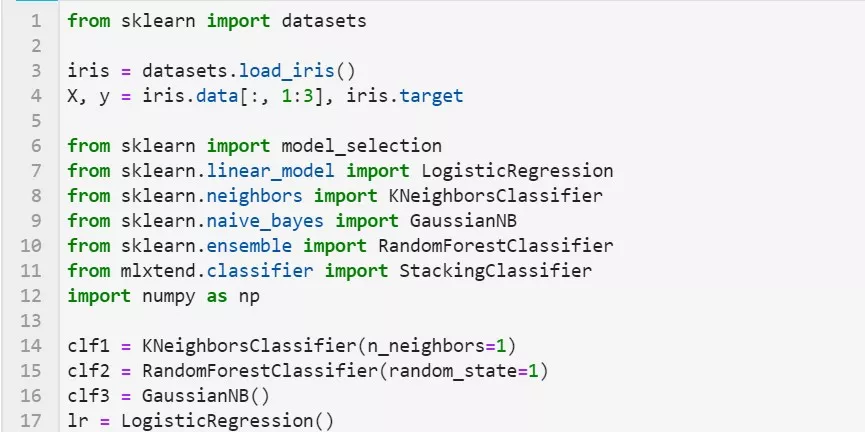 1 from sklearn import datasets
2
3 iris = datasets.load_iris()
4 X, y = iris.data[:, 1:3], iris.target
5
6 from sklearn import model_selection
7 from sklearn.linear_model import LogisticRegression
8 from sklearn.neighbors import KNeighborsClassifier
9 from sklearn.naive_bayes import GaussianNB
10 from sklearn.ensemble import RandomForestClassifier
11 from mlxtend.classifier import StackingClassifier
12 import numpy as np
13
14 clf1 = KNeighborsClassifier(n_neighbors=1)
15 clf2 = RandomForestClassifier(random_state=1)
16 clf3 = GaussianNB()
17 lr = LogisticRegression()